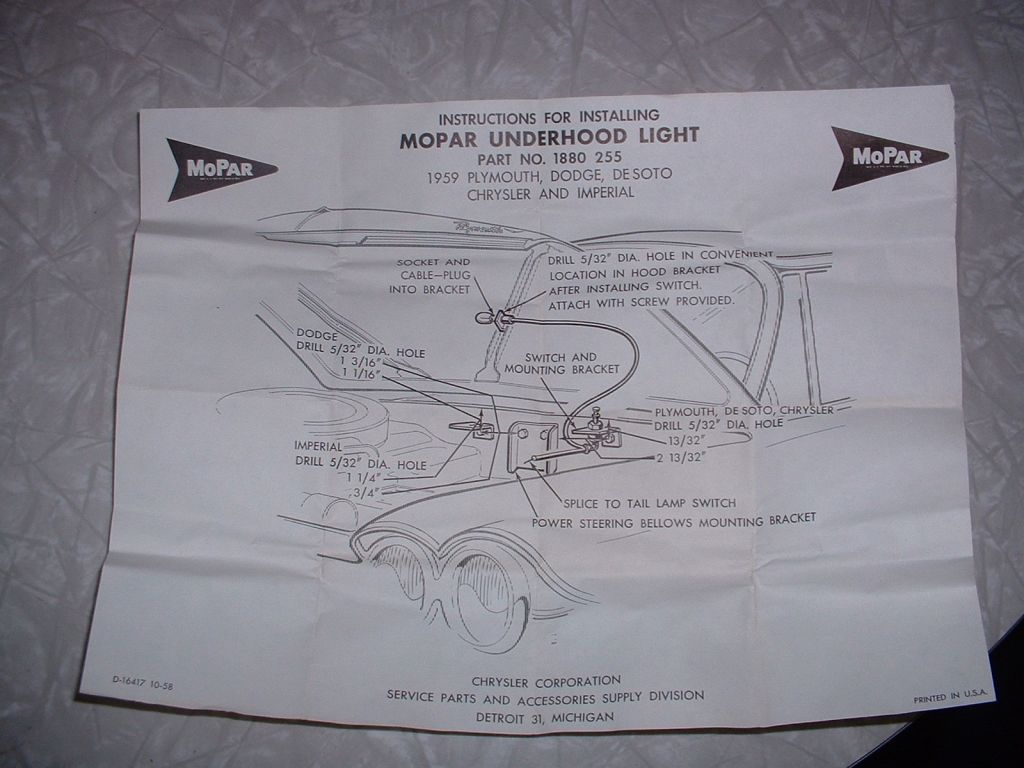 INSTRUCTIONS FOR INSTALLING
MOPAR UNDERHOOD LIGHT
PART NO. 1880 255
1959 PLYMOUTH, DODGE, DE SOTO
CHRYSLER AND IMPERIAL
MOPAR
MOPAR
Plymouth
SOCKET AND
CABLE—PLUG
INTO BRACKET
DRILL 5/32" DIA. HOLE IN CONVENIENT
LOCATION IN HOOD BRACKET
AFTER INSTALLING SWITCH.
ATTACH WITH SCREW PROVIDED.
DODGE
DRILL 5/32" DIA. HOLE
1 3/16"
1 1/16"
SWITCH AND
MOUNTING BRACKET
PLYMOUTH, DE SOTO, CHRYSLER
DRILL 5/32" DIA. HOLE
13/32"
2 13/32"
IMPERIAL
DRILL 5/32" DIA. HOLE
1 1/4"
3/4"
SPLICE TO TAIL LAMP SWITCH
POWER STEERING BELLOWS MOUNTING BRACKET
D-16417 10-58
CHRYSLER CORPORATION
SERVICE PARTS AND ACCESSORIES SUPPLY DIVISION
DETROIT 31, MICHIGAN
PRINTED IN U.S.A.